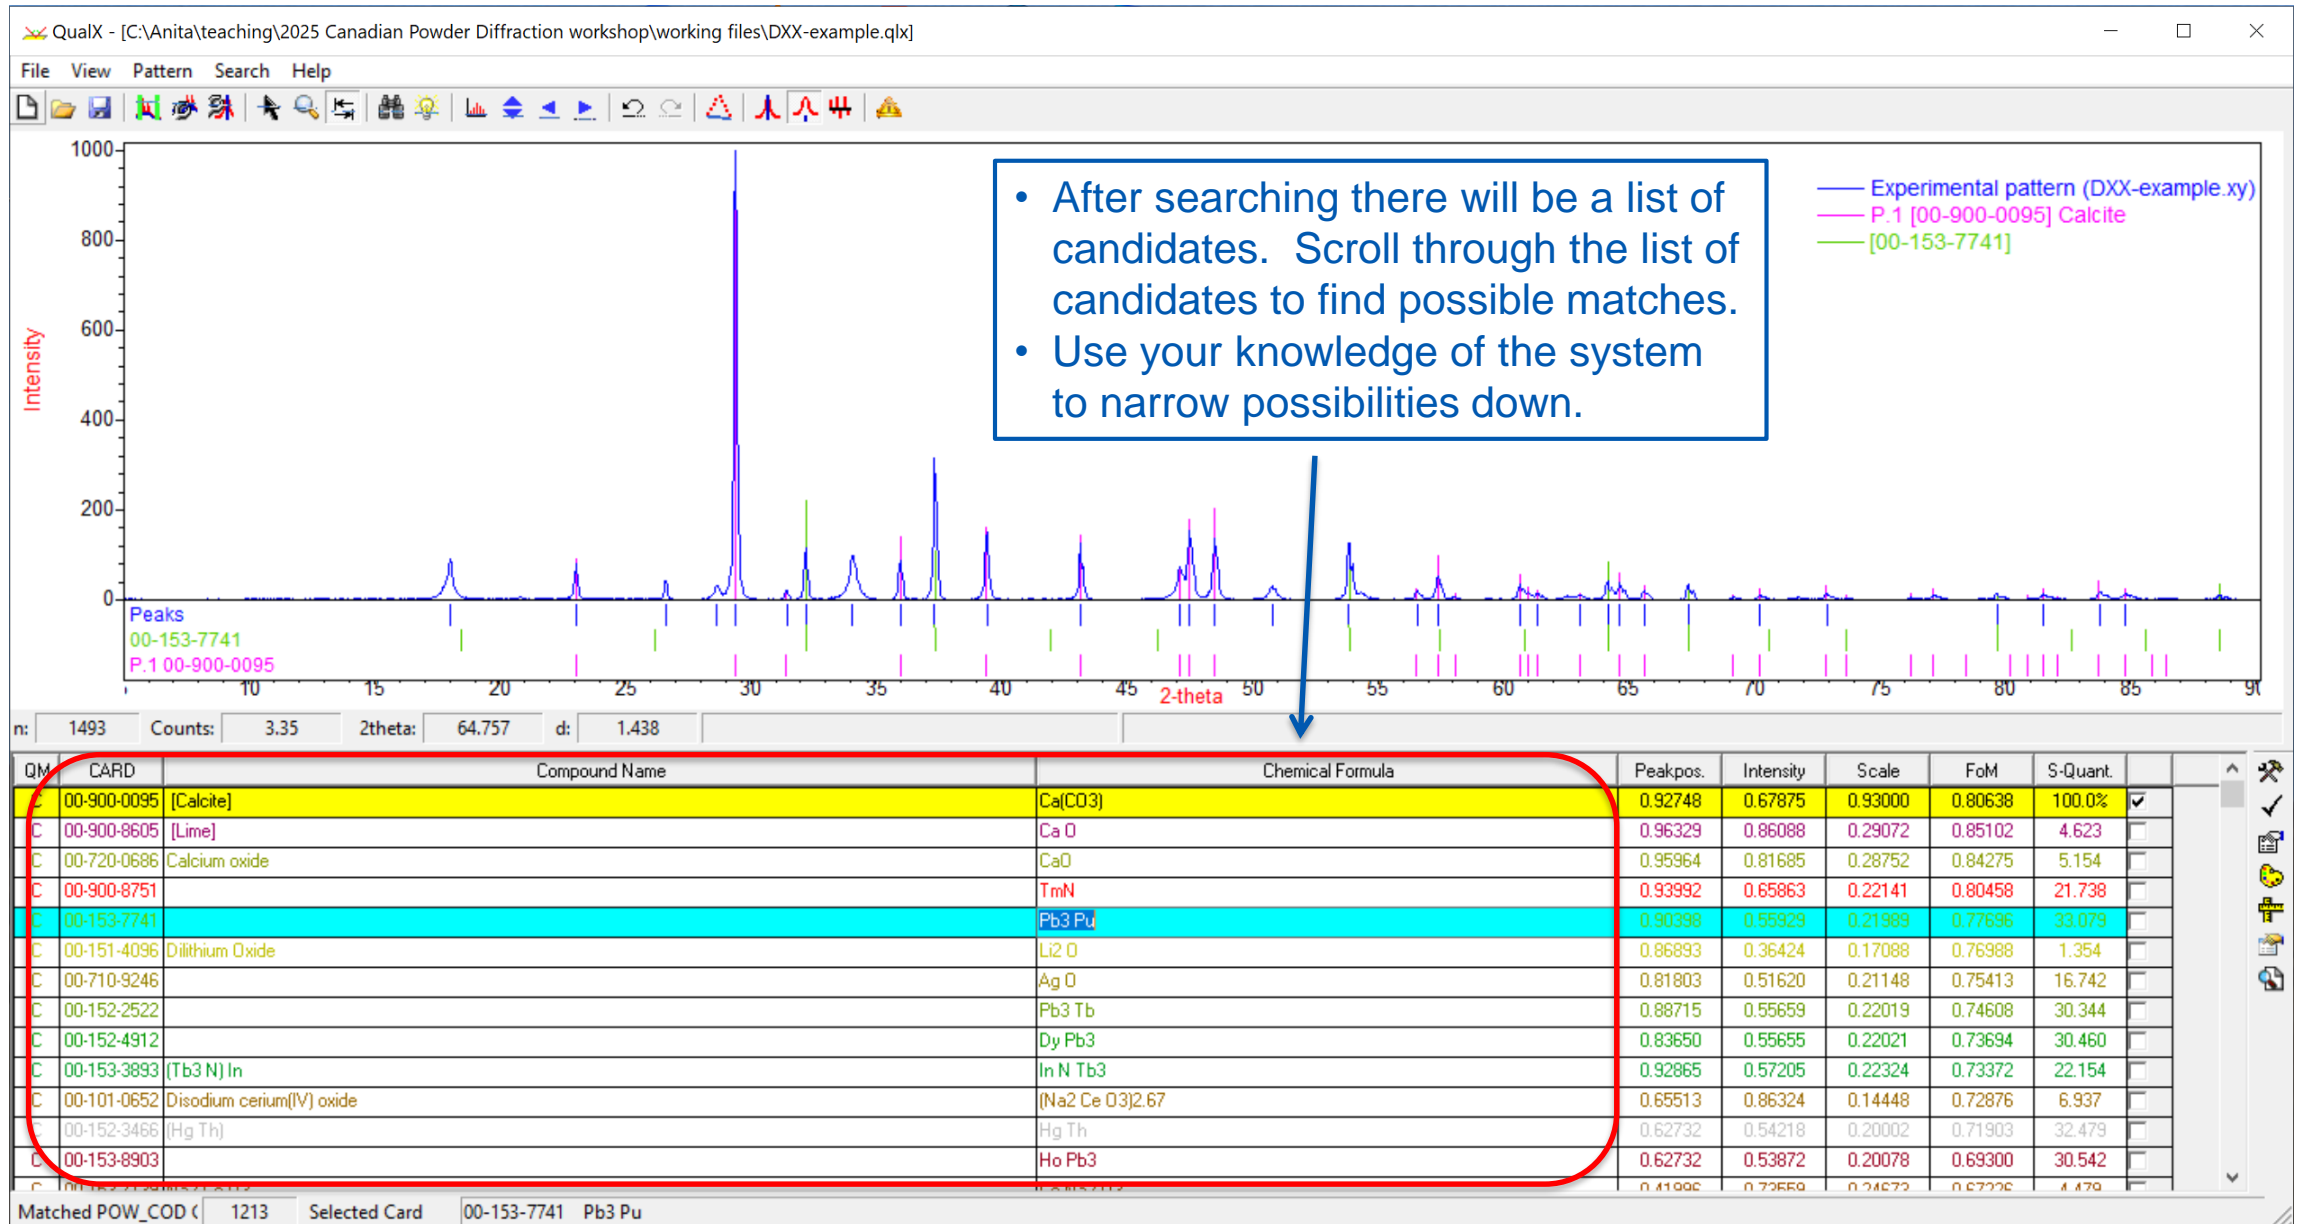 QualX - [C:\Anita\teaching\2025 Canadian Powder Diffraction workshop\working files\DXX-example.qlx]
File View Pattern Search Help
1000
800
600
400
200
0
Intensity
• After searching there will be a list of
candidates. Scroll through the list of
candidates to find possible matches.
• Use your knowledge of the system
to narrow possibilities down.
Experimental pattern (DXX-example.xy)
P.1 [00-900-0095] Calcite
[00-153-7741]
Peaks
00-153-7741
P.1 00-900-0095
10 15 20 25 30 35 40 45 50 55 60 65 70 75 80 85 90
2-theta
n: 1493 Counts: 3.35 2theta: 64.757 d: 1.438
QM CARD Compound Name Chemical Formula Peakpos. Intensity Scale FoM S-Quant.
C 00-900-0095 [Calcite] Ca(CO3) 0.92748 0.67875 0.93000 0.80638 100.0%
C 00-900-8605 [Lime] Ca O 0.96329 0.86088 0.29072 0.85102 4.623
C 00-720-0686 Calcium oxide CaO 0.95964 0.81685 0.28752 0.84275 5.154
C 00-900-8751 TmN 0.93992 0.65863 0.22141 0.80458 21.738
C 00-153-7741 Pb3 Pu 0.90398 0.55929 0.21989 0.77696 33.079
C 00-151-4096 Dilithium Oxide Li2 O 0.86893 0.36424 0.17088 0.76988 1.354
C 00-710-9246 Ag O 0.81803 0.51620 0.21148 0.75413 16.742
C 00-152-2522 Pb3 Tb 0.88715 0.55659 0.22019 0.74608 30.344
C 00-152-4912 Dy Pb3 0.83650 0.55655 0.22021 0.73694 30.460
C 00-153-3893 (Tb3 N) In In N Tb3 0.92865 0.57205 0.22324 0.73372 22.154
C 00-101-0652 Disodium cerium(IV) oxide (Na2 Ce O3)2.67 0.65513 0.86324 0.14448 0.72876 6.937
C 00-152-3466 (Hg Th) Hg Th 0.62732 0.54218 0.20002 0.71903 32.479
C 00-153-8903 Ho Pb3 0.62732 0.53872 0.20078 0.69300 30.542
0.41996 0.72559 0.24672 0.67226 4.479
Matched POW_COD ( 1213 Selected Card 00-153-7741 Pb3 Pu